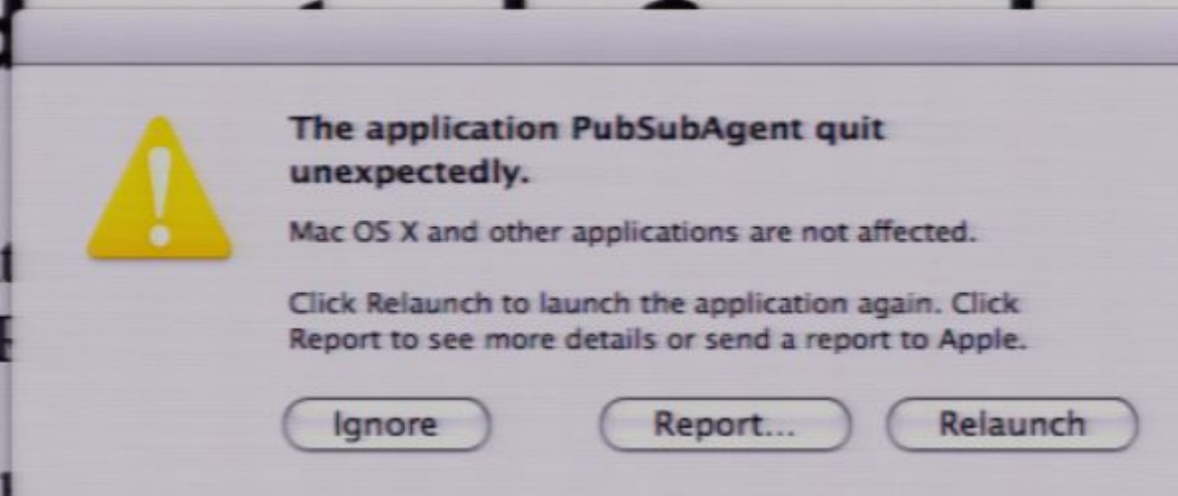 The application PubSubAgent quit
unexpectedly.
Mac OS X and other applications are not affected.
Click Relaunch to launch the application again. Click
Report to see more details or send a report to Apple.
Ignore
Report...
Relaunch